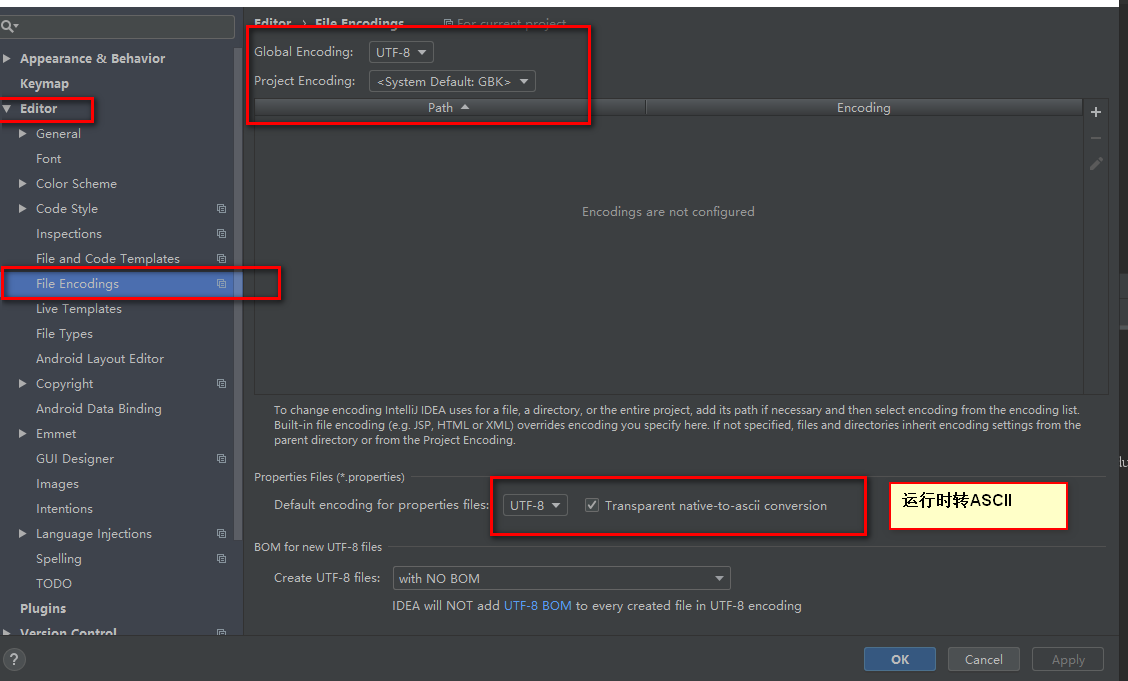 Editor › File Encodings For current project
Appearance & Behavior
Keymap
Editor
General
Font
Color Scheme
Code Style
Inspections
File and Code Templates
File Encodings
Live Templates
File Types
Android Layout Editor
Copyright
Android Data Binding
Emmet
GUI Designer
Images
Intentions
Language Injections
Spelling
TODO
Plugins
Version Control
Global Encoding: UTF-8
Project Encoding: <System Default: GBK>
Path Encoding
Encodings are not configured
To change encoding IntelliJ IDEA uses for a file, a directory, or the entire project, add its path if necessary and then select encoding from the encoding list.
Built-in file encoding (e.g. JSP, HTML or XML) overrides encoding you specify here. If not specified, files and directories inherit encoding settings from the
parent directory or from the Project Encoding.
Properties Files (*.properties)
Default encoding for properties files: UTF-8 Transparent native-to-ascii conversion
运行时转ASCII
BOM for new UTF-8 files
Create UTF-8 files: with NO BOM
IDEA will NOT add UTF-8 BOM to every created file in UTF-8 encoding
?
OK Cancel Apply